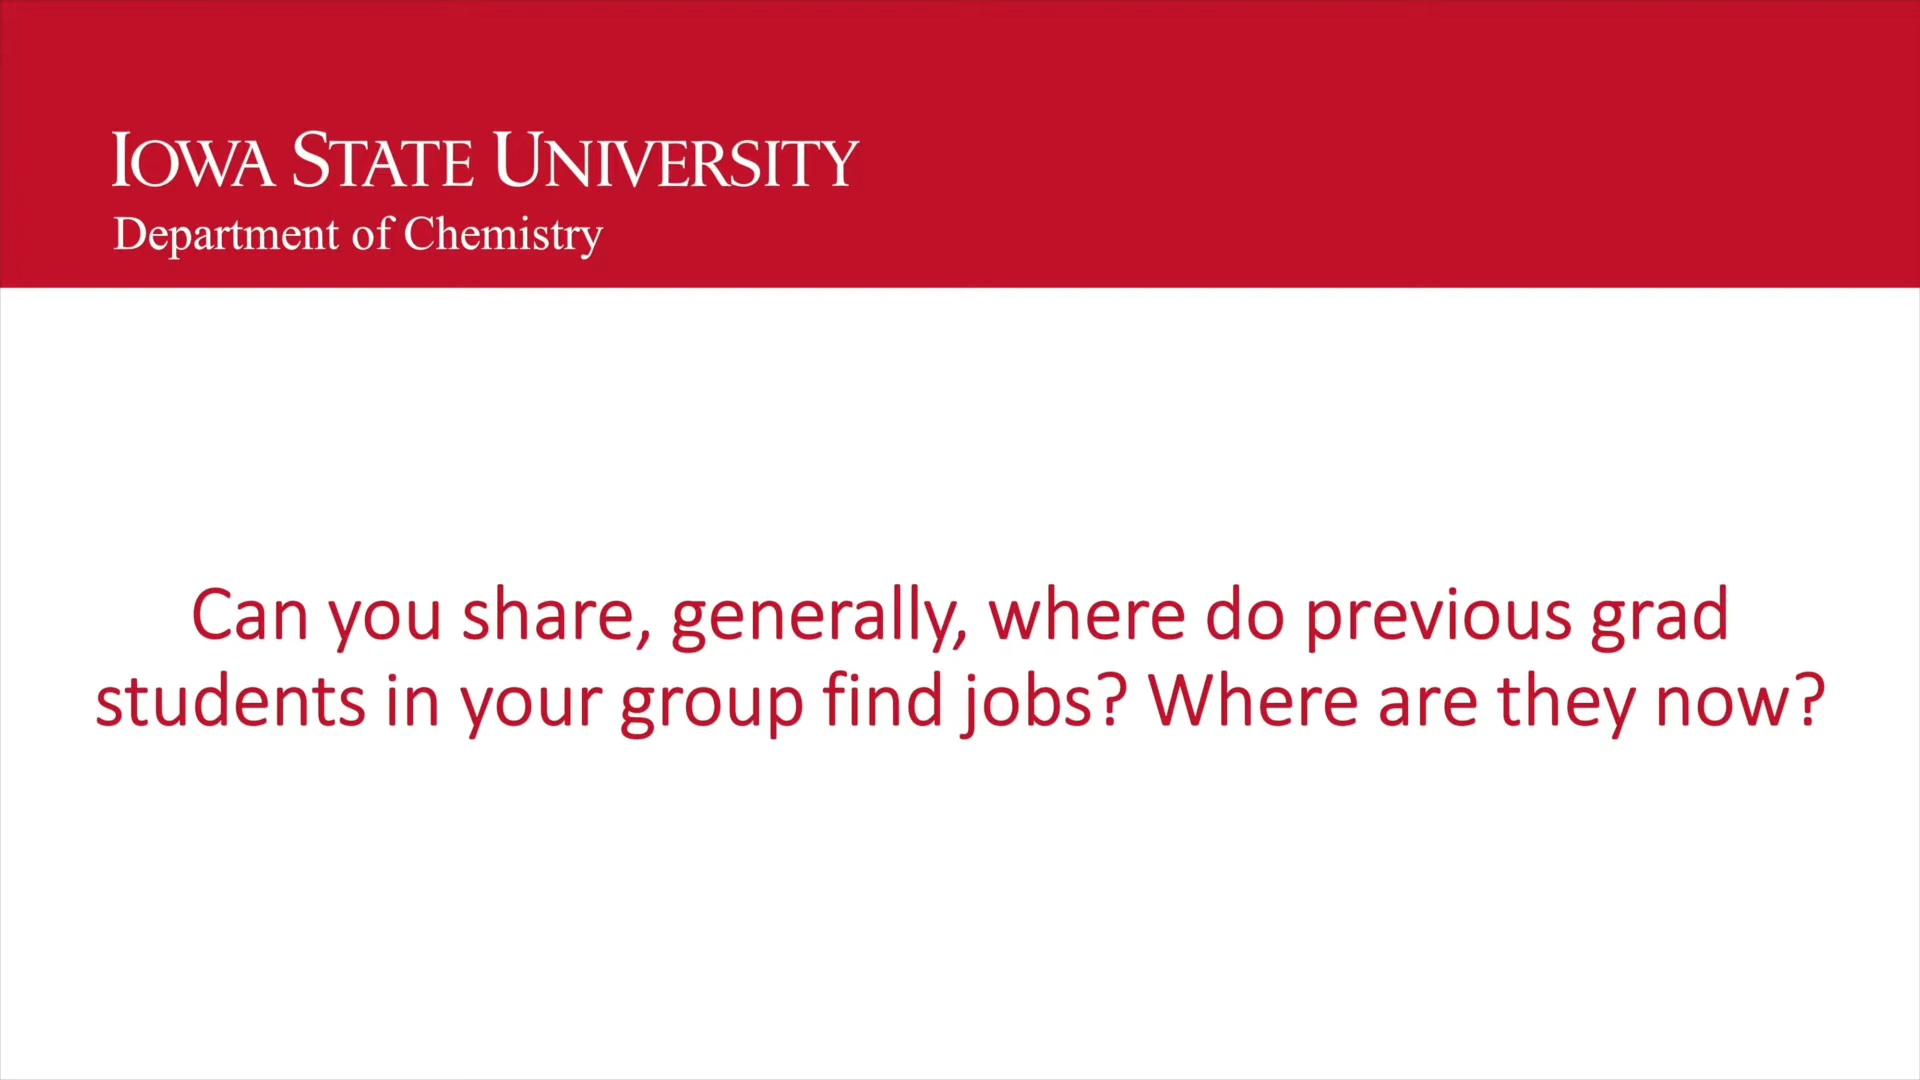 IOWA STATE UNIVERSITY
Department of Chemistry
Can you share, generally, where do previous grad
students in your group find jobs? Where are they now?